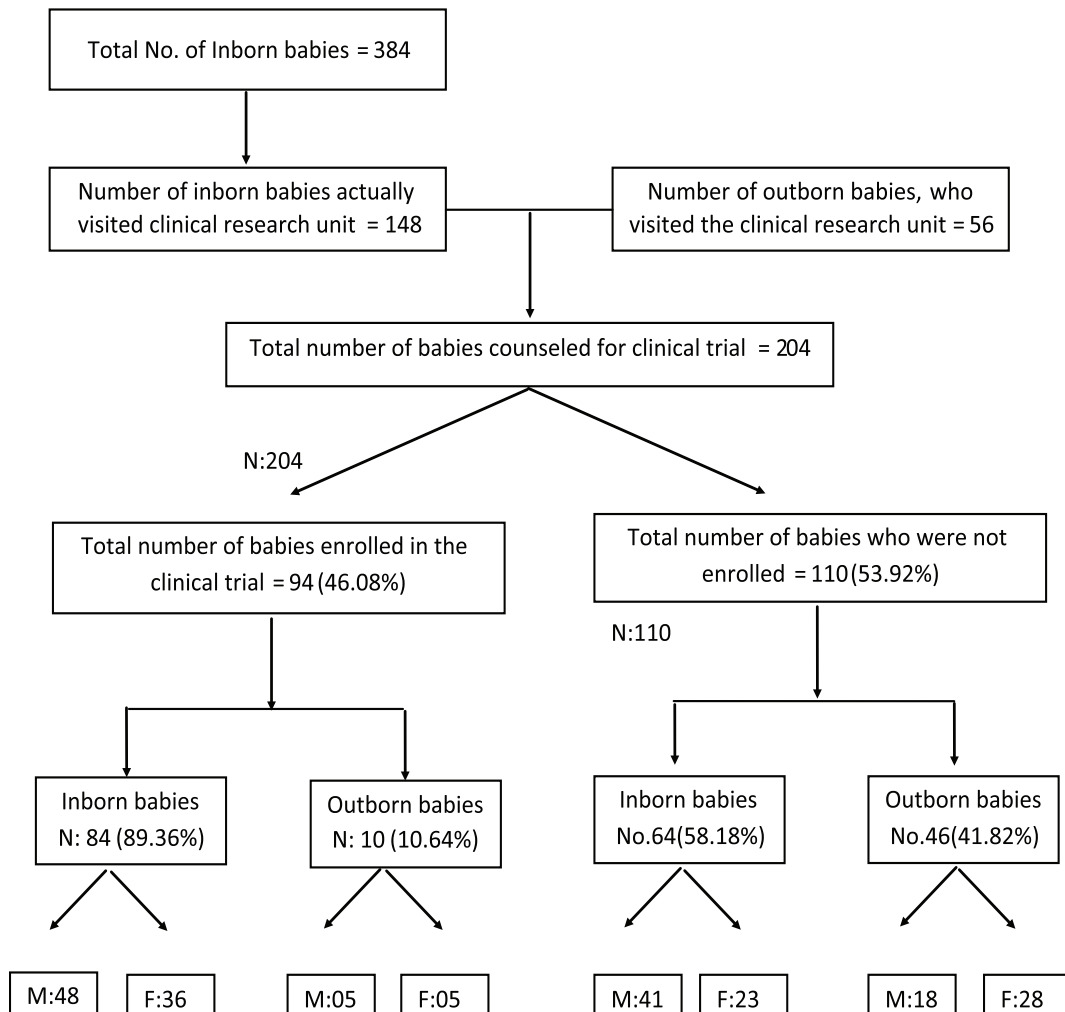 Total No. of Inborn babies = 384
Number of inborn babies actually
visited clinical research unit = 148
Number of outborn babies, who
visited the clinical research unit = 56
Total number of babies counseled for clinical trial = 204
N:204
Total number of babies enrolled in the
clinical trial = 94 (46.08%)
Total number of babies who were not
enrolled = 110 (53.92%)
N:110
Inborn babies
N: 84 (89.36%)
Outborn babies
N: 10 (10.64%)
Inborn babies
No.64(58.18%)
Outborn babies
No.46(41.82%)
M:48
F:36
M:05
F:05
M:41
F:23
M:18
F:28